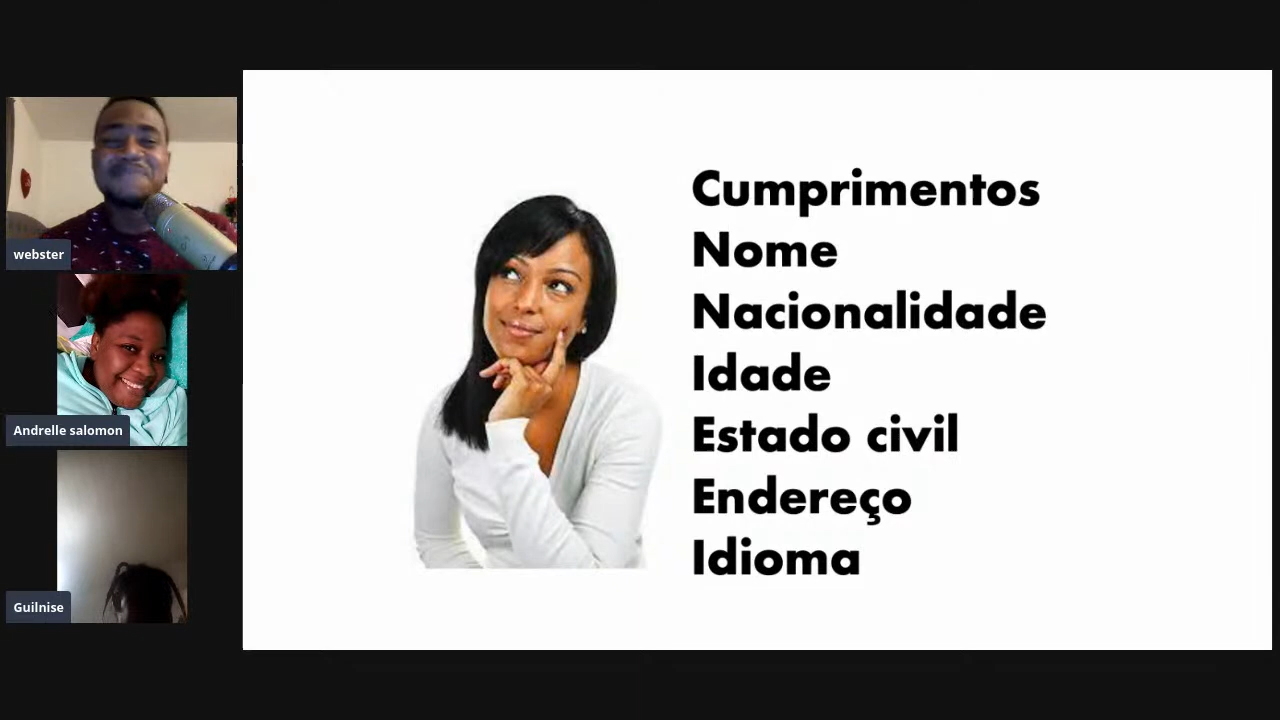 webster
Andrelle salomon
Guilnise
Cumprimentos
Nome
Nacionalidade
Idade
Estado civil
Endereço
Idioma